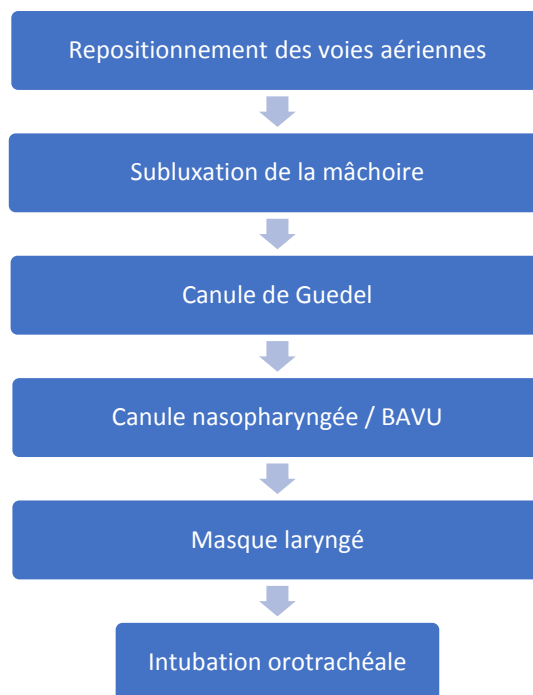 Repositionnement des voies aériennes
Subluxation de la mâchoire
Canule de Guedel
Canule nasopharyngée / BAVU
Masque laryngé
Intubation orotrachéale